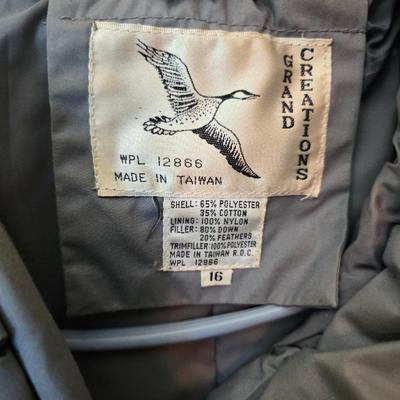 GRAND
CREATIONS
WPL 12866
MADE IN TAIWAN
SHELL: 65% POLYESTER
35% COTTON
LINING: 100% NYLON
FILLER: 80% DOWN
20% FEATHERS
TRIMFILLER: 100% POLYESTER
MADE IN TAIWAN R.O.C.
WPL 12866
16